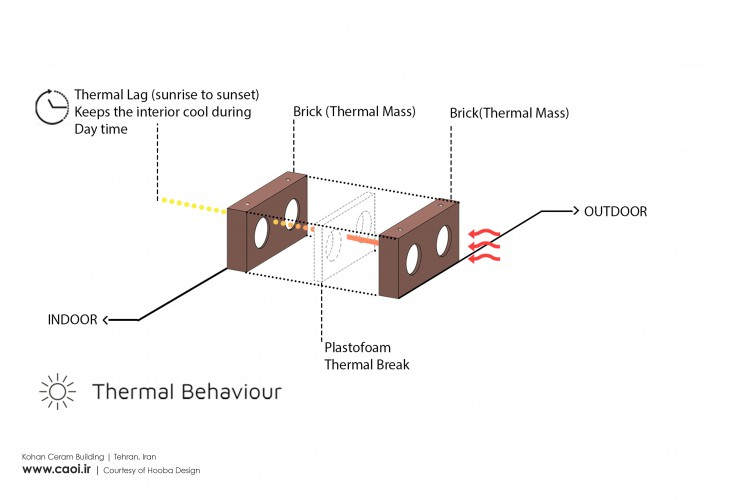 Thermal Lag (sunrise to sunset)
Keeps the interior cool during
Day time
Brick (Thermal Mass)
Brick(Thermal Mass)
OUTDOOR
INDOOR
Plastofoam
Thermal Break
Thermal Behaviour
Kohan Ceram Building | Tehran, Iran
www.caoi.ir | Courtesy of Hooba Design